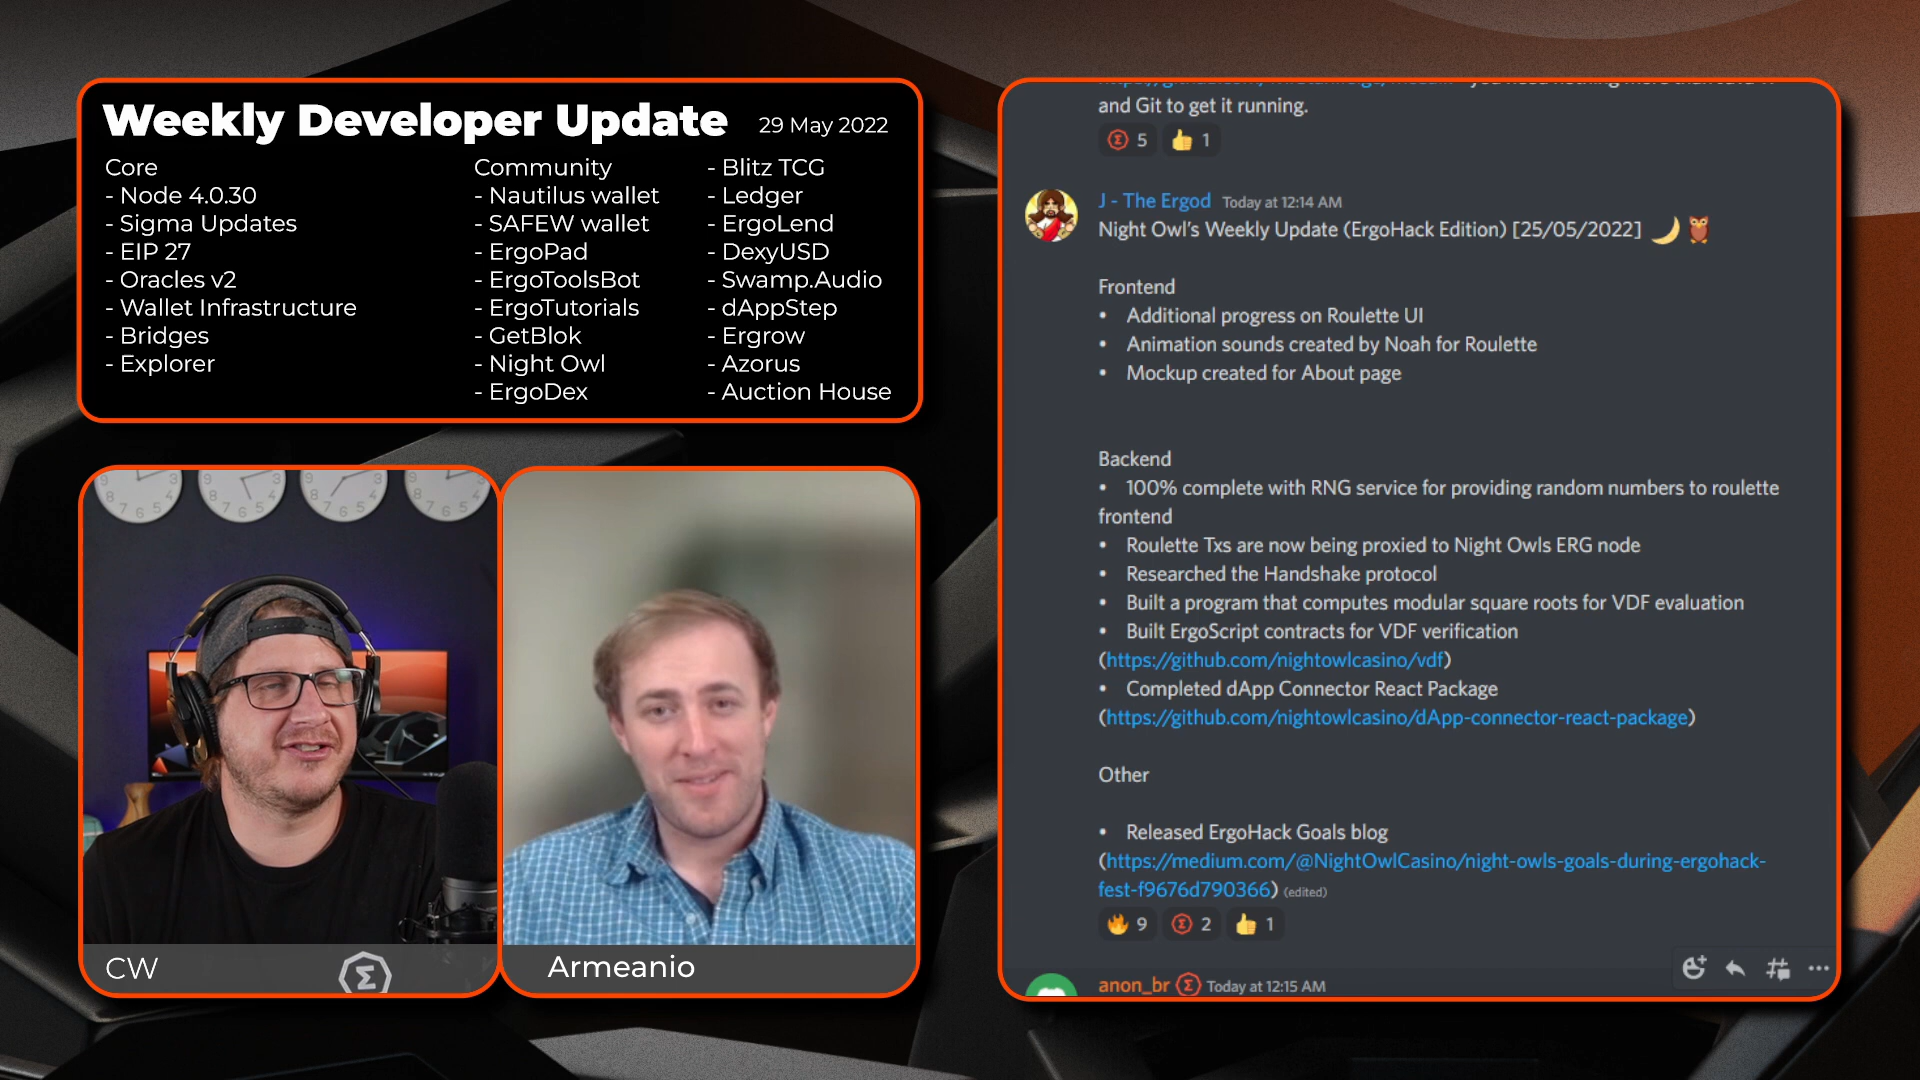 Weekly Developer Update 29 May 2022
Core
- Node 4.0.30
- Sigma Updates
- EIP 27
- Oracles v2
- Wallet Infrastructure
- Bridges
- Explorer
Community
- Nautilus wallet
- SAFEW wallet
- ErgoPad
- ErgoToolsBot
- ErgoTutorials
- GetBlok
- Night Owl
- ErgoDex
- Blitz TCG
- Ledger
- ErgoLend
- DexyUSD
- Swamp.Audio
- dAppStep
- Ergrow
- Azorus
- Auction House
CW
Armeanio
and Git to get it running.
5 1
J - The Ergod Today at 12:14 AM
Night Owl's Weekly Update (ErgoHack Edition) [25/05/2022]
Frontend
• Additional progress on Roulette UI
• Animation sounds created by Noah for Roulette
• Mockup created for About page
Backend
• 100% complete with RNG service for providing random numbers to roulette
frontend
• Roulette Txs are now being proxied to Night Owls ERG node
• Researched the Handshake protocol
• Built a program that computes modular square roots for VDF evaluation
• Built ErgoScript contracts for VDF verification
(https://github.com/nightowlcasino/vdf)
• Completed dApp Connector React Package
(https://github.com/nightowlcasino/dApp-connector-react-package)
Other
• Released ErgoHack Goals blog
(https://medium.com/@NightOwlCasino/night-owls-goals-during-ergohack-
fest-f9676d790366) (edited)
9 2 1
anon_br Today at 12:15 AM